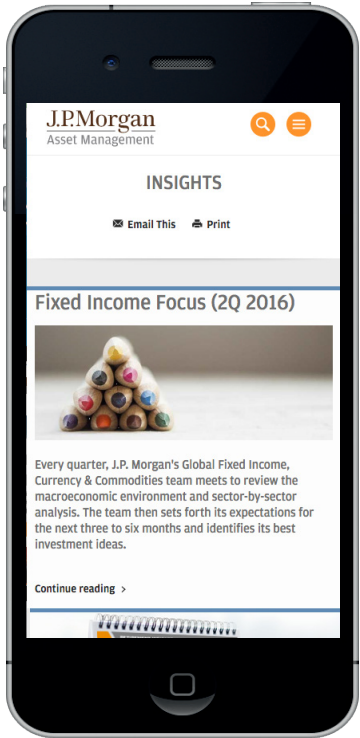 J.P.Morgan
Asset Management
INSIGHTS
Email This Print
Fixed Income Focus (2Q 2016)
Every quarter, J.P. Morgan's Global Fixed Income,
Currency & Commodities team meets to review the
macroeconomic environment and sector-by-sector
analysis. The team then sets forth its expectations for
the next three to six months and identifies its best
investment ideas.
Continue reading >